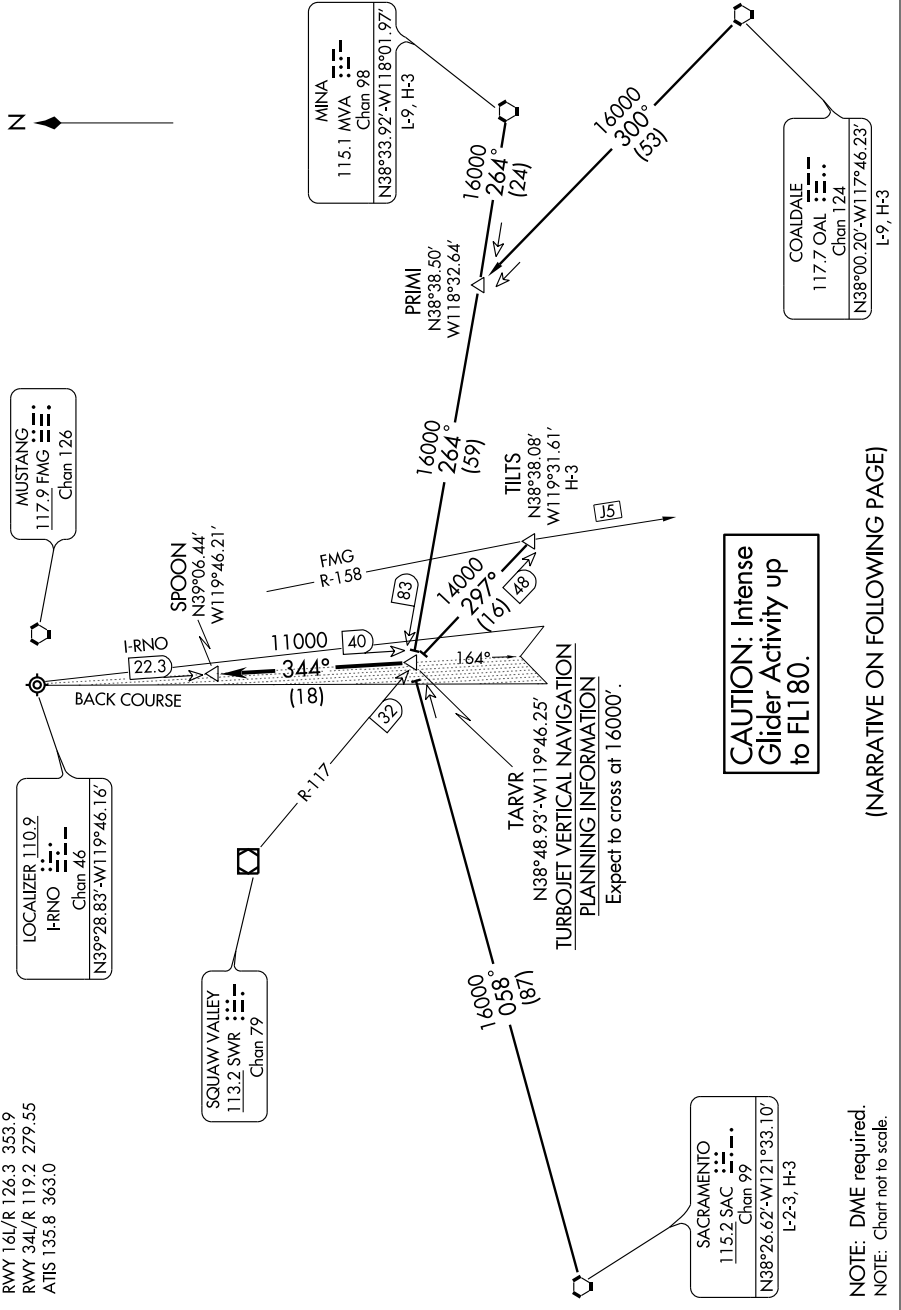 RWY 16L/R 126.3 353.9
RWY 34L/R 119.2 279.55
ATIS 135.8 363.0
LOCALIZER 110.9
I-RNO
Chan 46
N39°28.83'-W119°46.16'
MUSTANG
117.9 FMG
Chan 126
N
SQUAW VALLEY
113.2 SWR
Chan 79
R-117
32
BACK COURSE
I-RNO
22.3
SPOON
N39°06.44'
W119°46.21'
11000
40
344°
(18)
164°
FMG
R-158
83
MINA
115.1 MVA
Chan 98
N38°33.92'-W118°01.97'
L-9, H-3
16000
264°
(24)
PRIMI
N38°38.50'
W118°32.64'
16000
264°
(59)
16000
300°
(53)
14000
297°
(16)
48
TILTS
N38°38.08'
W119°31.61'
H-3
J5
TARVR
N38°48.93'-W119°46.25'
TURBOJET VERTICAL NAVIGATION
PLANNING INFORMATION
Expect to cross at 16000'.
16000
058°
(87)
SACRAMENTO
115.2 SAC
Chan 99
N38°26.62'-W121°33.10'
L-2-3, H-3
COALDALE
117.7 OAL
Chan 124
N38°00.20'-W117°46.23'
L-9, H-3
CAUTION: Intense
Glider Activity up
to FL180.
NOTE: DME required.
NOTE: Chart not to scale.
(NARRATIVE ON FOLLOWING PAGE)